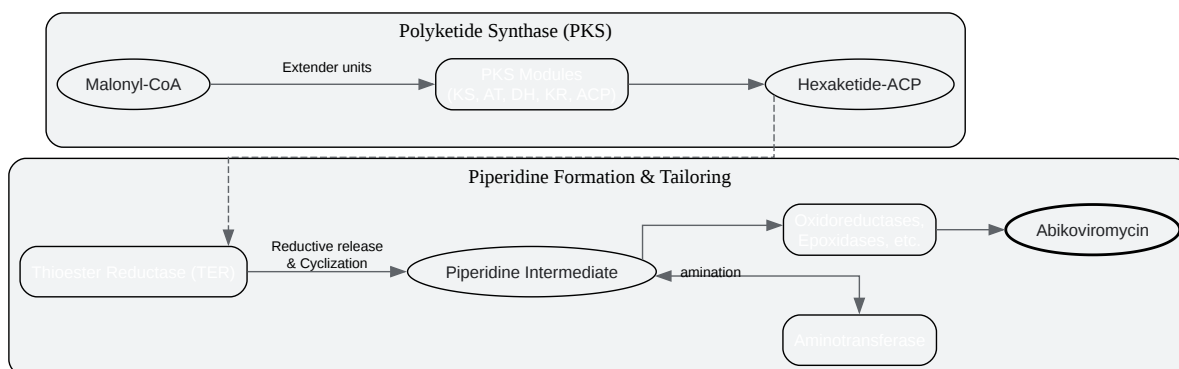 Polyketide Synthase (PKS)
Malonyl-CoA
Extender units
PKS Modules
(KS, AT, DH, KR, ACP)
Hexaketide-ACP
Piperidine Formation & Tailoring
Thioester Reductase (TER)
Reductive release
& Cyclization
Piperidine Intermediate
amination
Oxidoreductases,
Epoxidases, etc.
Abikoviromycin
Aminotransferase